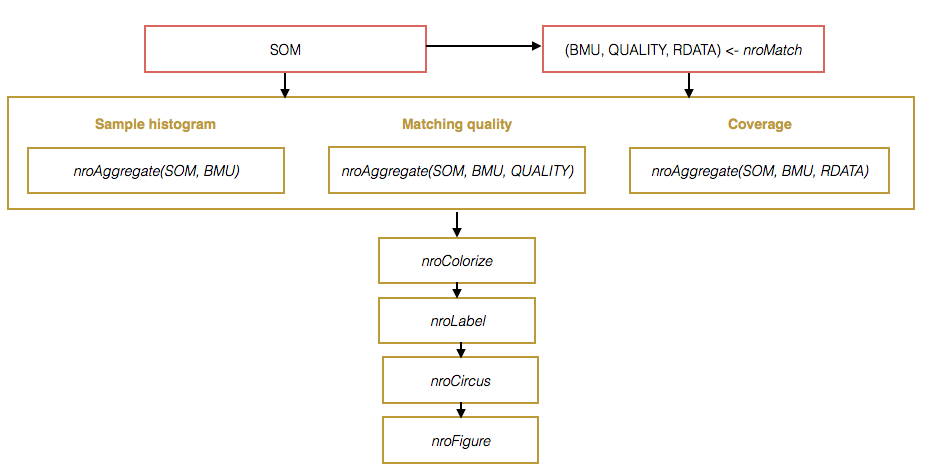 SOM
(BMU, QUALITY, RDATA) <- nroMatch
Sample histogram
Matching quality
Coverage
nroAggregate(SOM, BMU)
nroAggregate(SOM, BMU, QUALITY)
nroAggregate(SOM, BMU, RDATA)
nroColorize
nroLabel
nroCircus
nroFigure